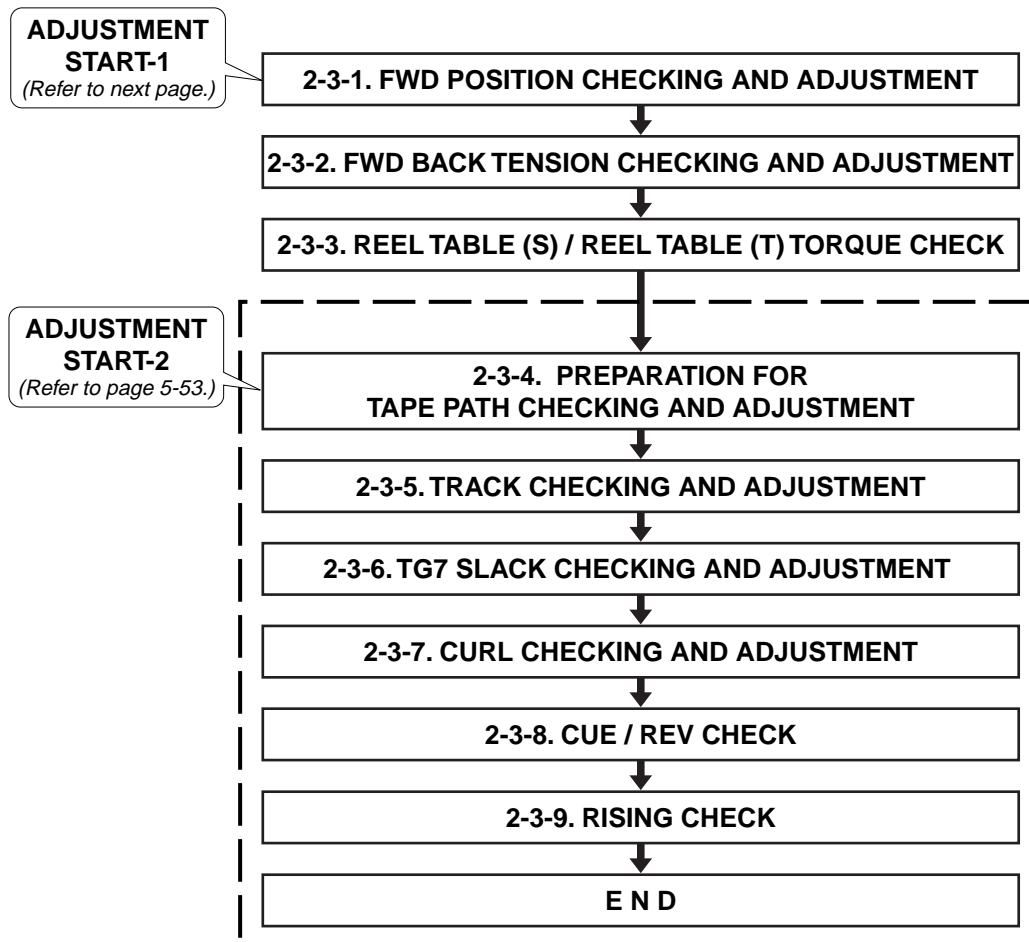 ADJUSTMENT
START-1
(Refer to next page.)
2-3-1. FWD POSITION CHECKING AND ADJUSTMENT
2-3-2. FWD BACK TENSION CHECKING AND ADJUSTMENT
2-3-3. REEL TABLE (S) / REEL TABLE (T) TORQUE CHECK
ADJUSTMENT
START-2
(Refer to page 5-53.)
2-3-4. PREPARATION FOR
TAPE PATH CHECKING AND ADJUSTMENT
2-3-5. TRACK CHECKING AND ADJUSTMENT
2-3-6. TG7 SLACK CHECKING AND ADJUSTMENT
2-3-7. CURL CHECKING AND ADJUSTMENT
2-3-8. CUE / REV CHECK
2-3-9. RISING CHECK
E N D